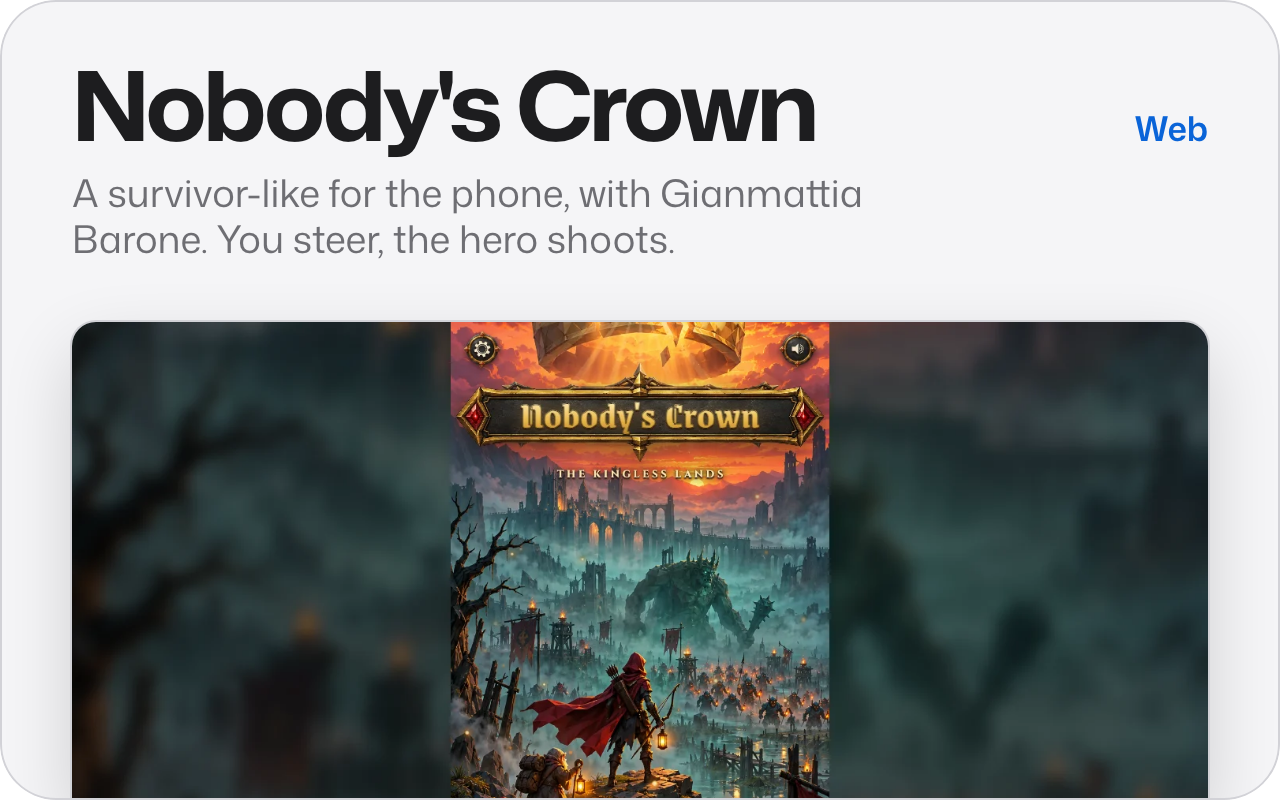 Nobody's Crown
Web
A survivor-like for the phone, with Gianmattia
Barone. You steer, the hero shoots.
Nobody's Crown
THE KINGLESS LANDS